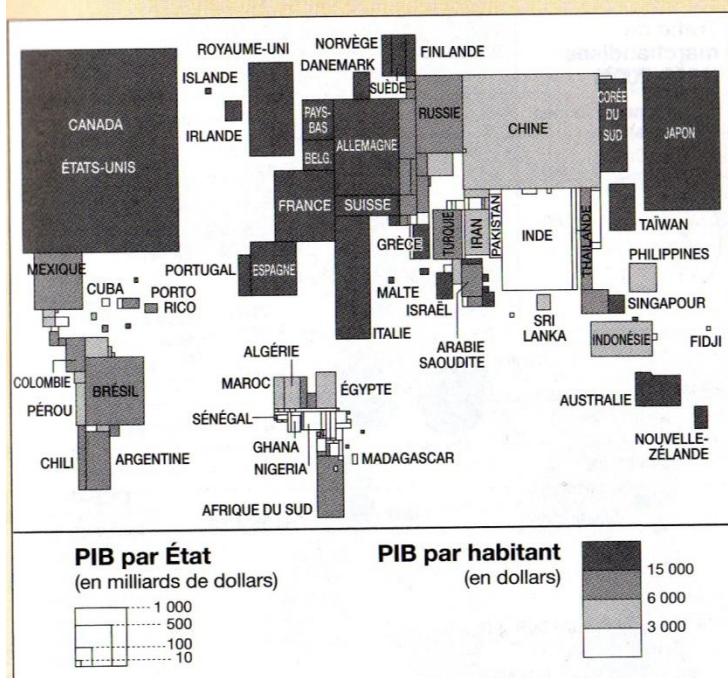 ROYAUME-UNI
NORVÈGE
FINLANDE
DANEMARK
ISLANDE
SUÈDE
IRLANDE
CANADA
ÉTATS-UNIS
PAYS-
BAS
BELG.
ALLEMAGNE
RUSSIE
CHINE
CORÉE
DU
SUD
JAPON
FRANCE
SUISSE
GRÈCE
TURQUIE
IRAN
PAKISTAN
INDE
THAÏLANDE
TAÏWAN
MEXIQUE
CUBA
PORTO
RICO
PORTUGAL
ESPAGNE
MALTE
ISRAËL
ITALIE
ARABIE
SAOUDITE
SRI
LANKA
PHILIPPINES
SINGAPOUR
INDONÉSIE
FIDJI
COLOMBIE
BRÉSIL
PÉROU
CHILI
ARGENTINE
ALGÉRIE
MAROC
ÉGYPTE
SÉNÉGAL
GHANA
NIGERIA
MADAGASCAR
AFRIQUE DU SUD
AUSTRALIE
NOUVELLE-
ZÉLANDE
PIB par État
(en milliards de dollars)
1 000
500
100
10
PIB par habitant
(en dollars)
15 000
6 000
3 000